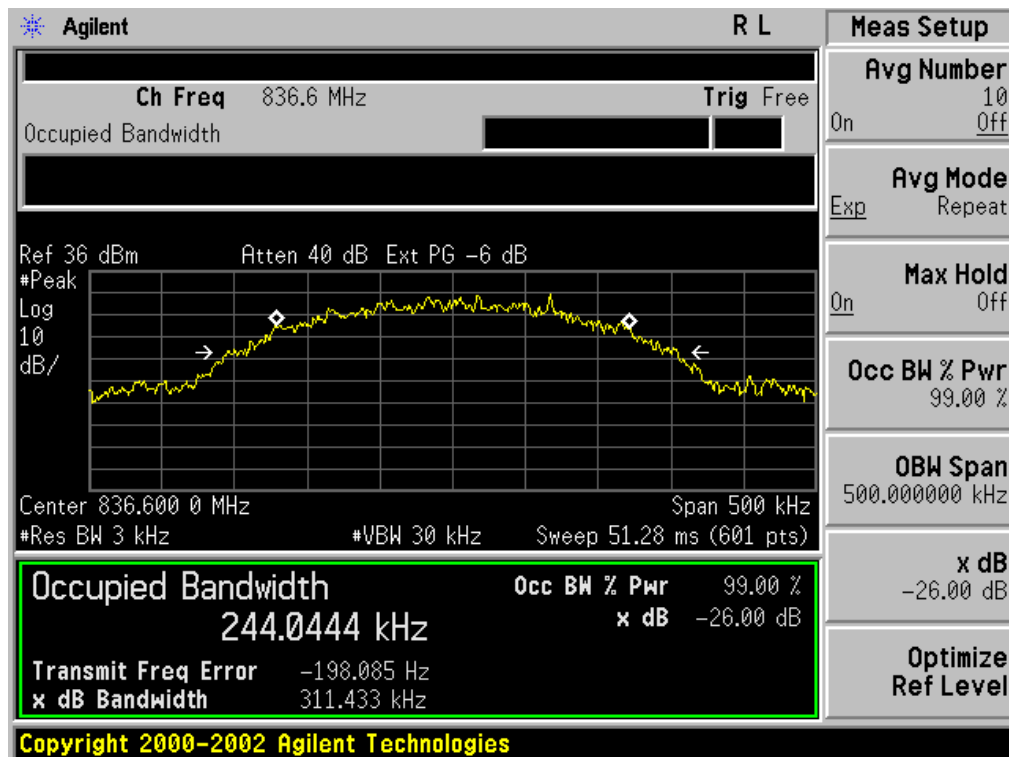 Agilent R L
Meas Setup
Ch Freq 836.6 MHz Trig Free
Occupied Bandwidth
Ref 36 dBm Atten 40 dB Ext PG -6 dB
#Peak
Log
10
dB/
Center 836.600 0 MHz Span 500 kHz
#Res BW 3 kHz #VBW 30 kHz Sweep 51.28 ms (601 pts)
Occupied Bandwidth Occ BW % Pwr 99.00 %
244.0444 kHz x dB -26.00 dB
Transmit Freq Error -198.085 Hz
x dB Bandwidth 311.433 kHz
Avg Number
10
On Off
Avg Mode
Exp Repeat
Max Hold
On Off
Occ BW % Pwr
99.00 %
OBW Span
500.000000 kHz
x dB
-26.00 dB
Optimize
Ref Level
Copyright 2000-2002 Agilent Technologies